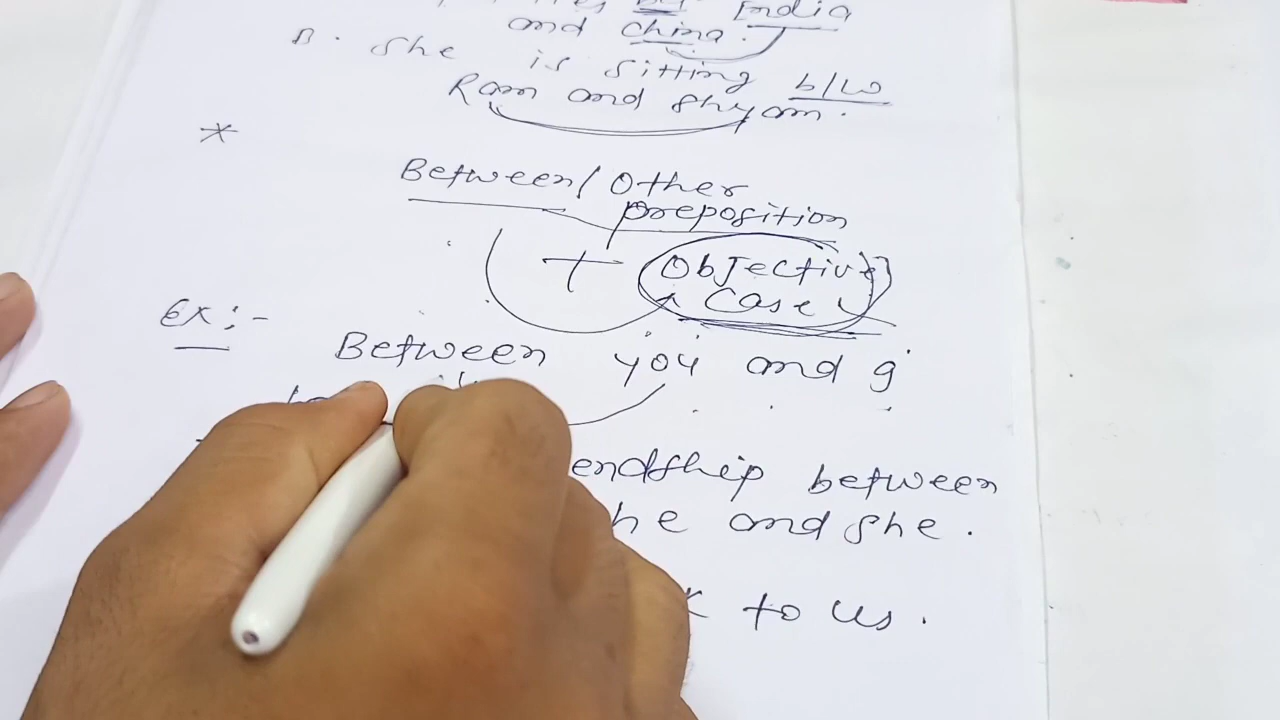 India
and China.
B. She is sitting b/w
Ram and Shyam.
*
Between/Other
preposition
+ Objective
Case
Ex:-
Between you and I
endship between
he and she.
to us.